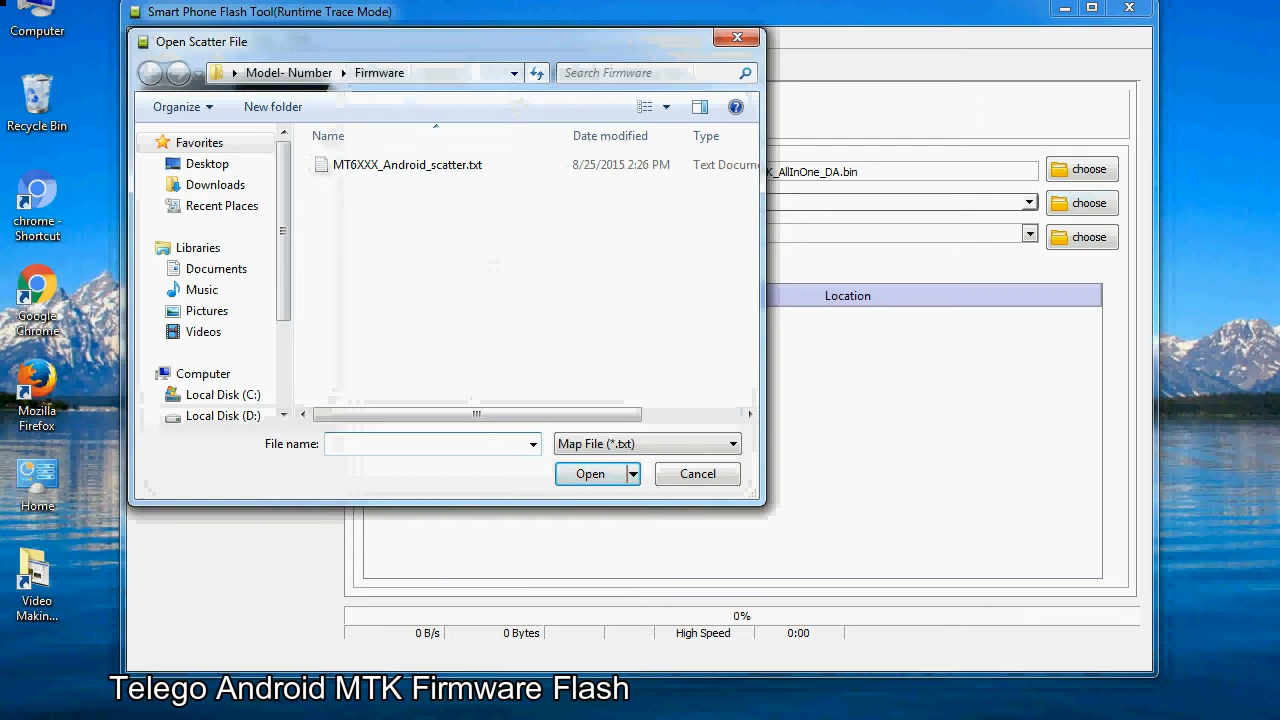 Computer
Recycle Bin
chrome -
Shortcut
Google
Chrome
Mozilla
Firefox
Home
Video
Makin...
Smart Phone Flash Tool(Runtime Trace Mode)
Open Scatter File
Model- Number
Firmware
Search Firmware
Organize
New folder
Name
Date modified
Type
MT6XXX_Android_scatter.txt
8/25/2015 2:26 PM
Text Docum
Favorites
Desktop
Downloads
Recent Places
Libraries
Documents
Music
Pictures
Videos
Computer
Local Disk (C:)
Local Disk (D:)
File name:
Map File (*.txt)
Open
Cancel
K_AllInOne_DA.bin
choose
choose
choose
Location
0%
0 B/s
0 Bytes
High Speed
0:00
Telego Android MTK Firmware Flash